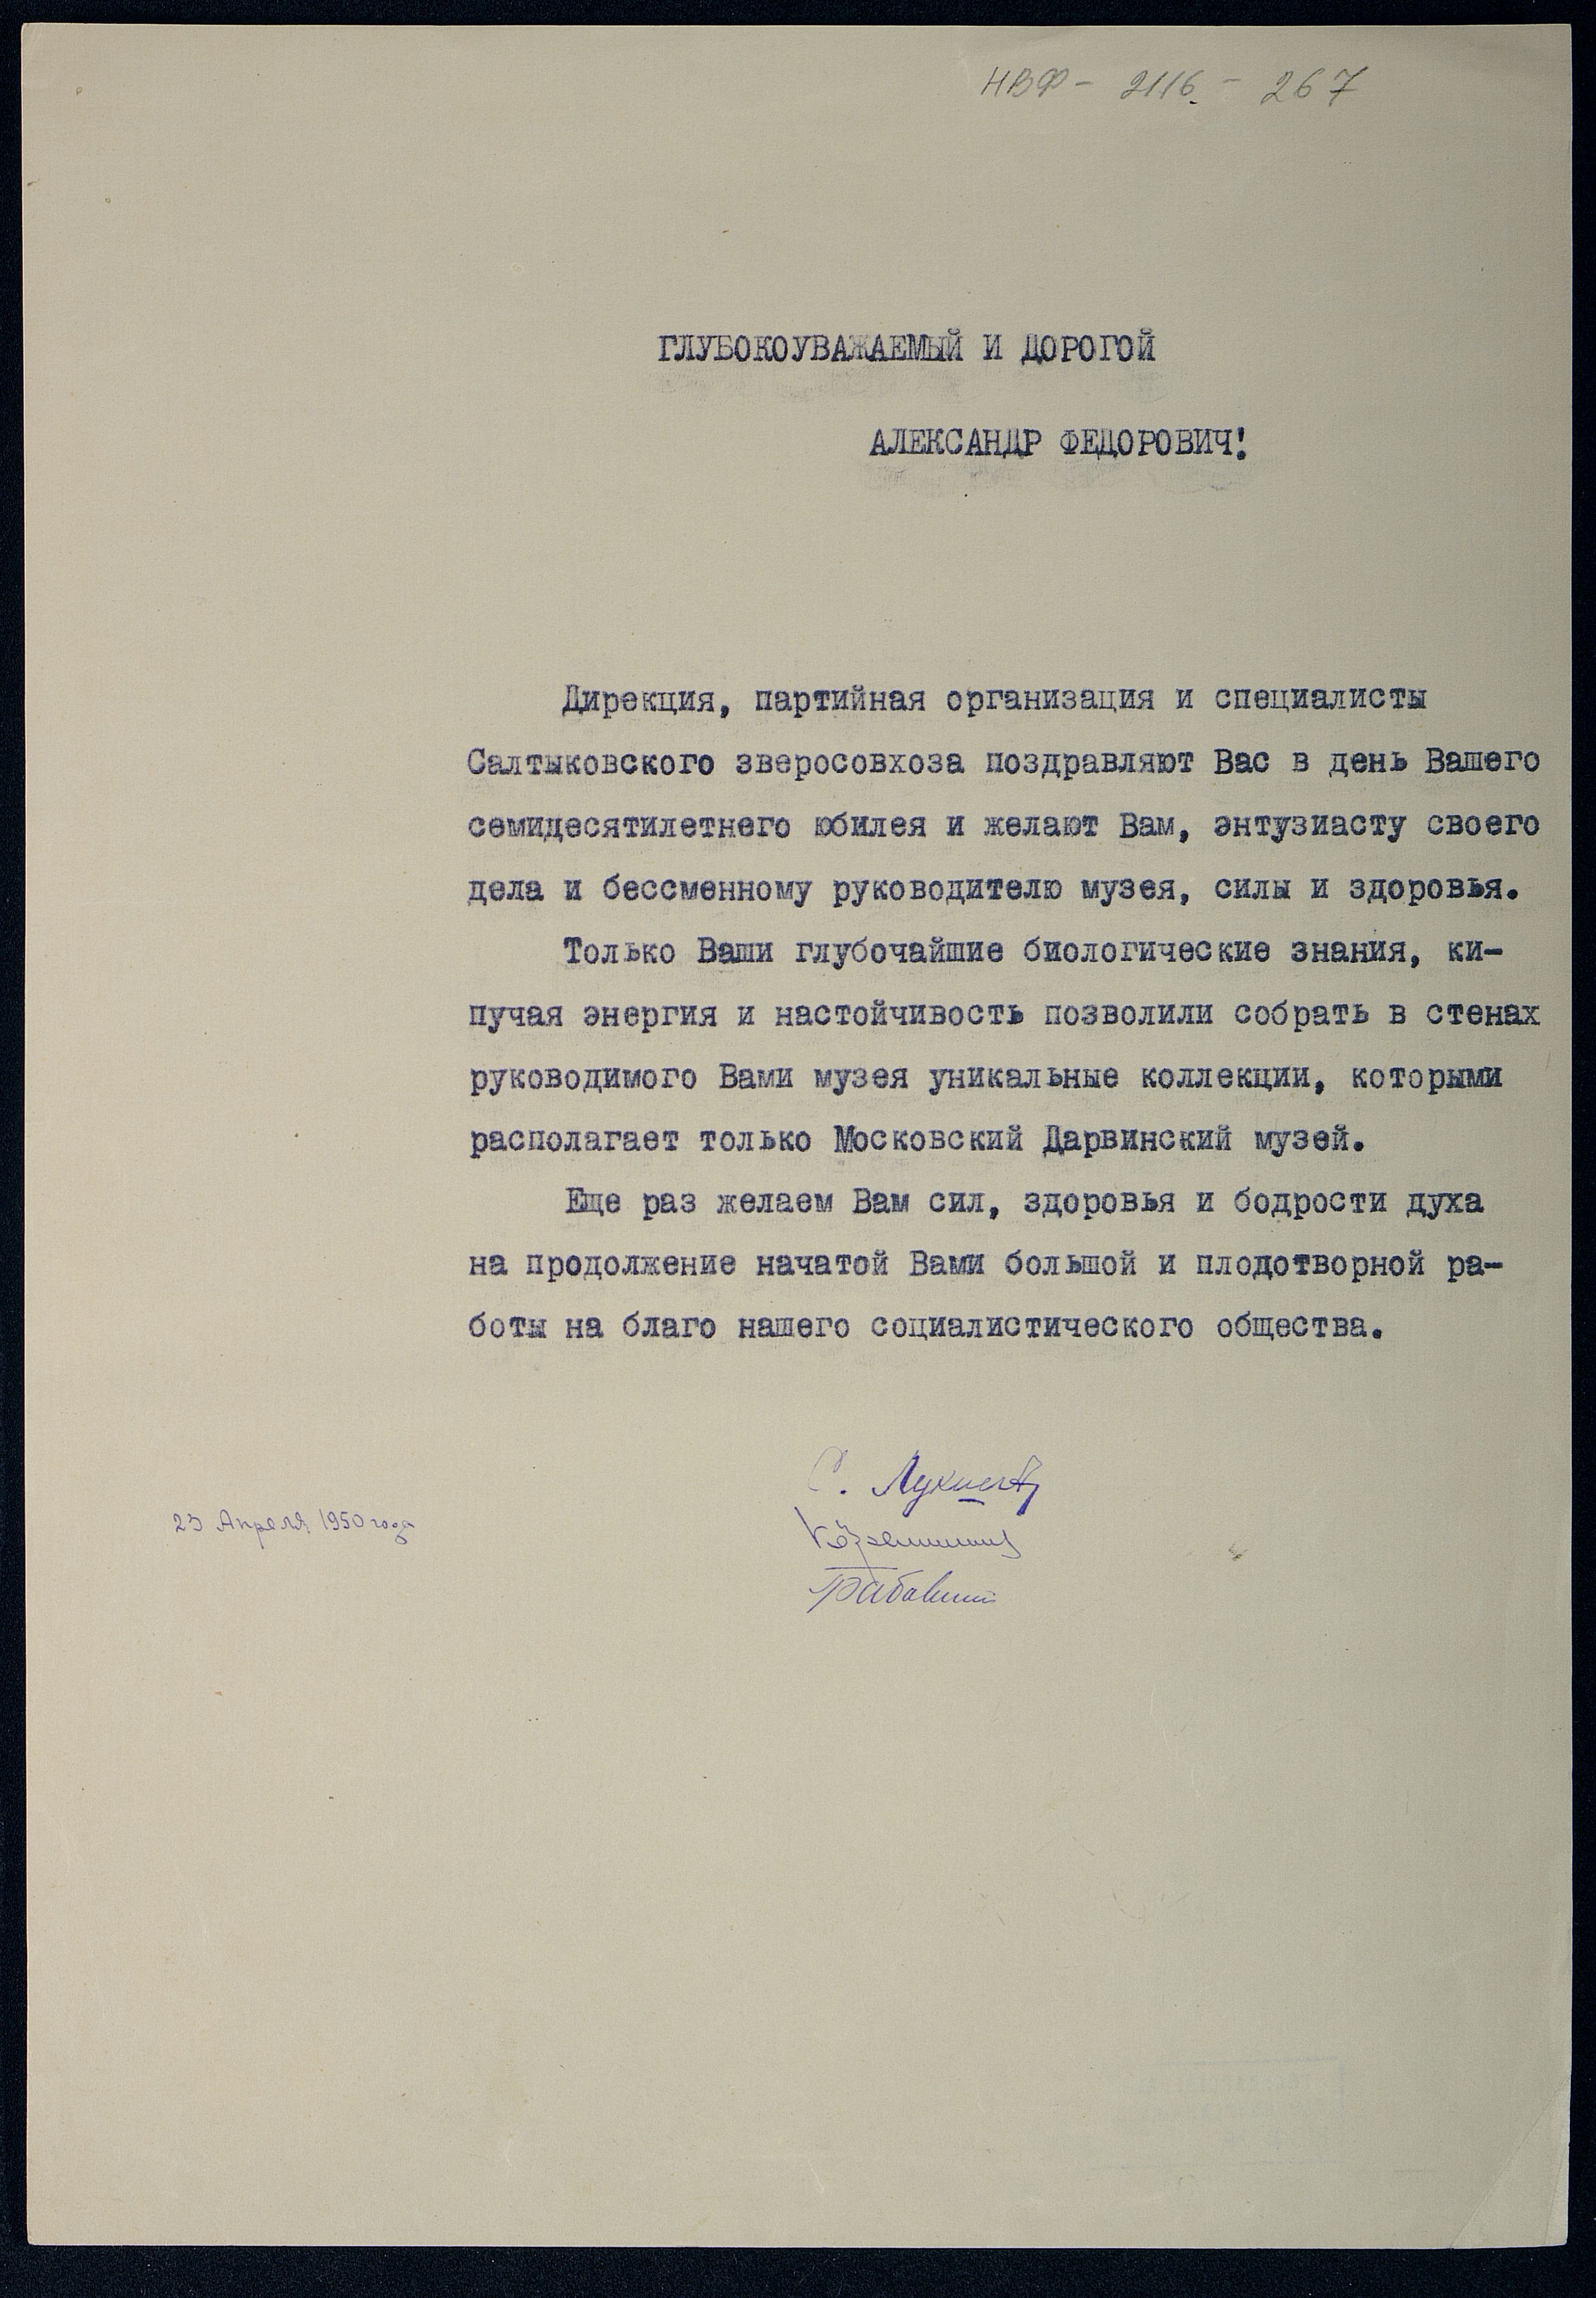 НВФ - 2116 - 267
ГЛУБОКОУВАЖАЕМЫЙ И ДОРОГОЙ
АЛЕКСАНДР ФЕДОРОВИЧ!
Дирекция, партийная организация и специалисты
Салтыковского зверосовхоза поздравляют Вас в день Вашего
семидесятилетнего юбилея и желают Вам, энтузиасту своего
дела и бессменному руководителю музея, силы и здоровья.
Только Ваши глубочайшие биологические знания, ки-
пучая энергия и настойчивость позволили собрать в стенах
руководимого Вами музея уникальные коллекции, которыми
располагает только Московский Дарвинский музей.
Еще раз желаем Вам сил, здоровья и бодрости духа
на продолжение начатой Вами большой и плодотворной ра-
боты на благо нашего социалистического общества.
23 Апреля 1950 года